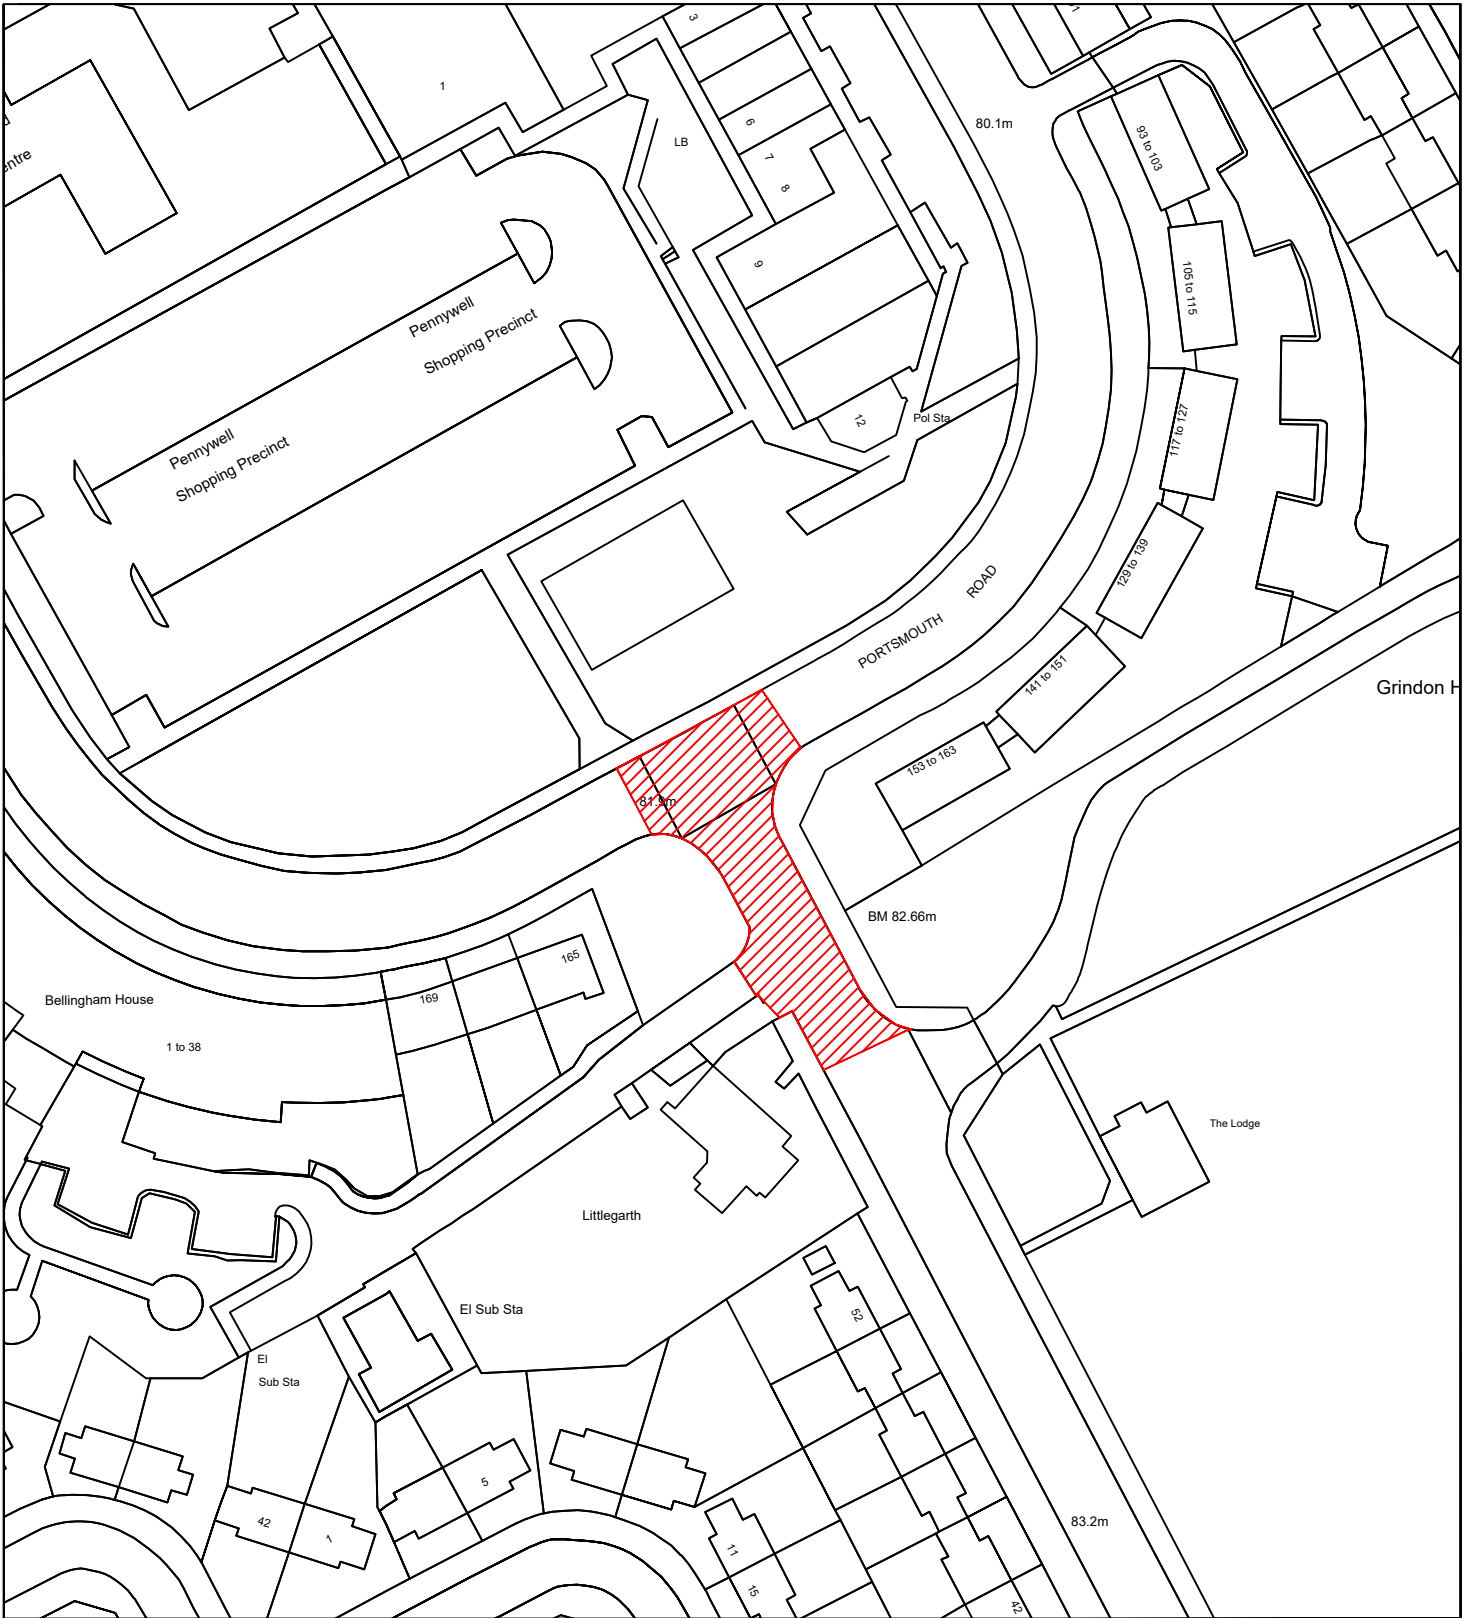 3
1
LB
6
7
8
80.1m
93 to 103
entre
9
105 to 115
Pennywell
Shopping Precinct
Pennywell
Shopping Precinct
12
Pol Sta
117 to 127
129 to 139
PORTSMOUTH ROAD
141 to 151
Grindon H
153 to 163
81.9m
BM 82.66m
165
169
Bellingham House
1 to 38
The Lodge
Littlegarth
El Sub Sta
52
El
Sub Sta
5
42
1
11
15
83.2m
42